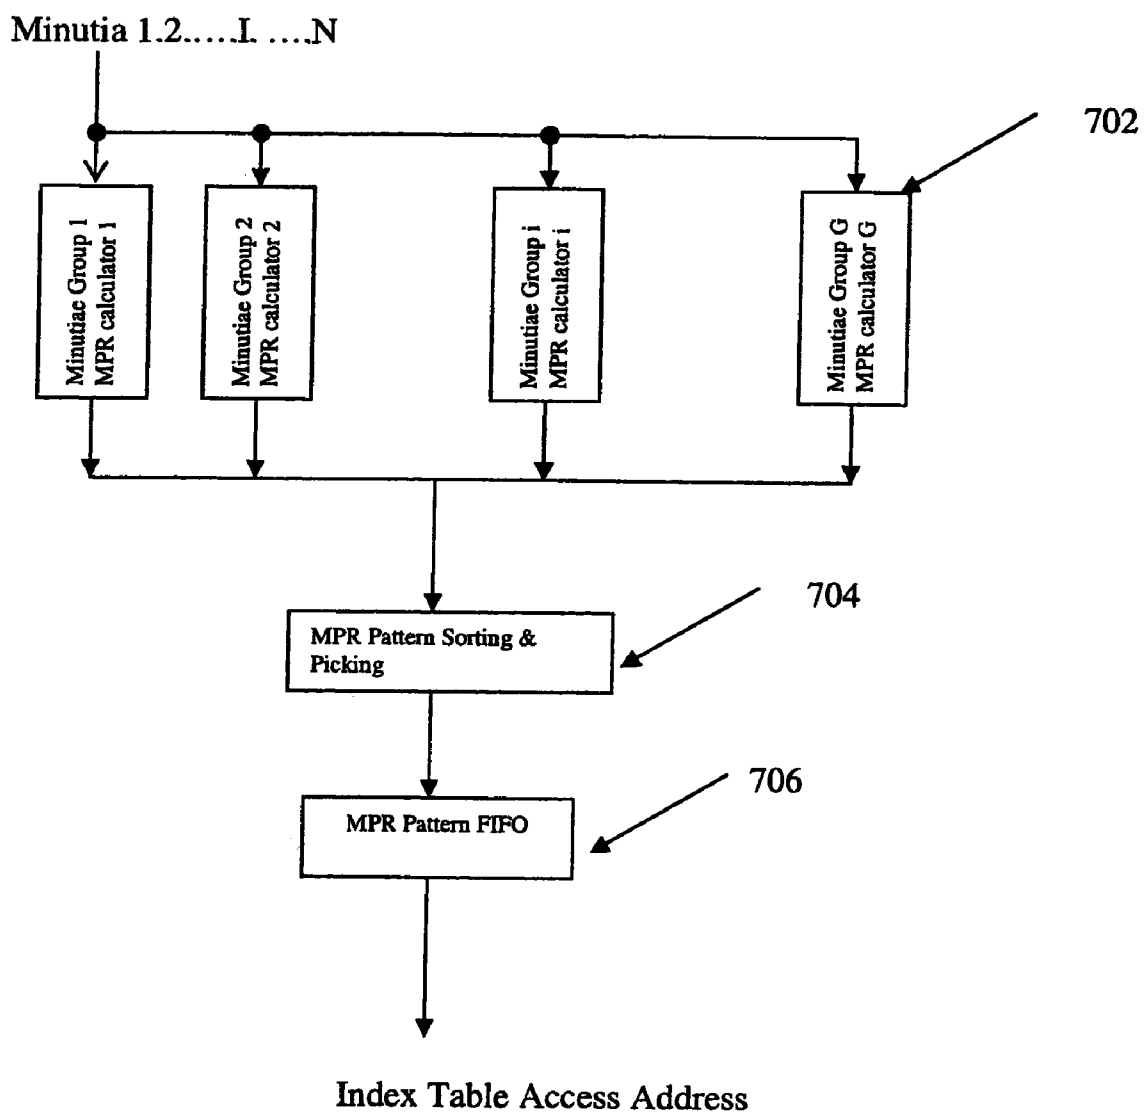 Minutia 1.2.....I. ....N
702
Minutiae Group 1
MPR calculator 1
Minutiae Group 2
MPR calculator 2
Minutiae Group i
MPR calculator i
Minutiae Group G
MPR calculator G
704
MPR Pattern Sorting &
Picking
706
MPR Pattern FIFO
Index Table Access Address